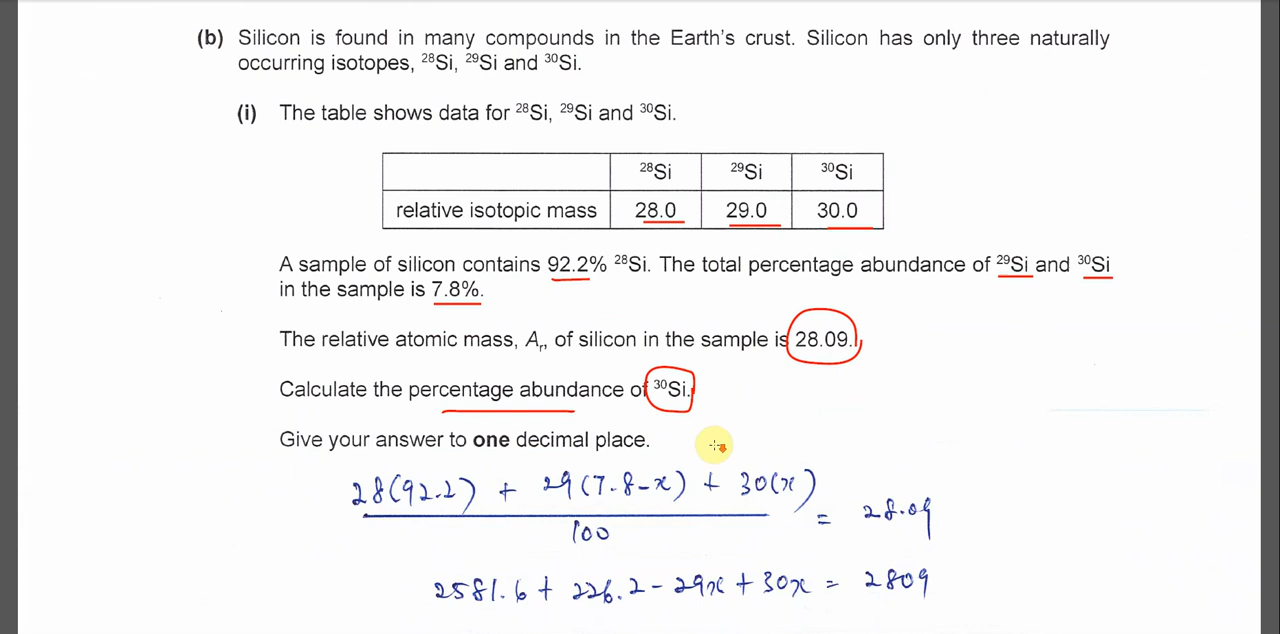 (b) Silicon is found in many compounds in the Earth's crust. Silicon has only three naturally
occurring isotopes, ²⁸Si, ²⁹Si and ³⁰Si.
(i) The table shows data for ²⁸Si, ²⁹Si and ³⁰Si.
²⁸Si ²⁹Si ³⁰Si
relative isotopic mass 28.0 29.0 30.0
A sample of silicon contains 92.2% ²⁸Si. The total percentage abundance of ²⁹Si and ³⁰Si
in the sample is 7.8%.
The relative atomic mass, Aᵣ, of silicon in the sample is 28.09.
Calculate the percentage abundance of ³⁰Si.
Give your answer to one decimal place.
28(92.2) + 29(7.8-x) + 30(x)
100
= 28.09
2581.6 + 226.2 - 29x + 30x = 2809